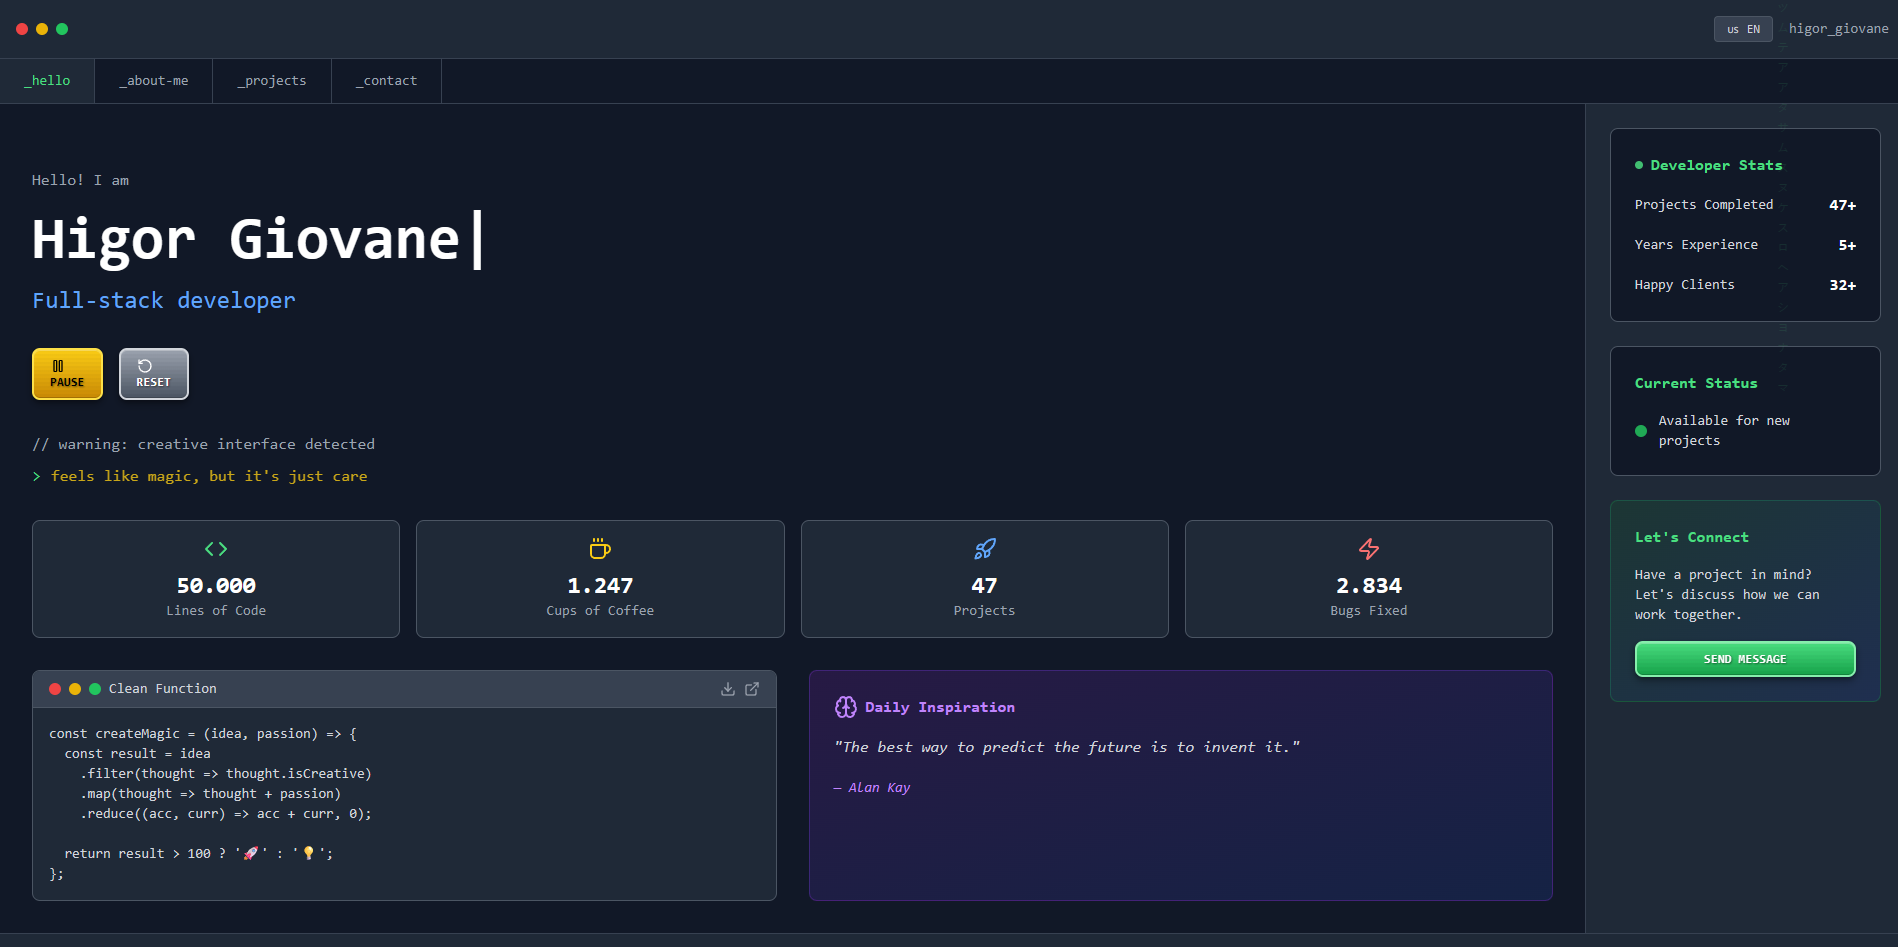 us EN
higor_giovane
_hello
_about-me
_projects
_contact
Hello! I am
Higor Giovane|
Full-stack developer
PAUSE
RESET
// warning: creative interface detected
> feels like magic, but it's just care
50.000
Lines of Code
1.247
Cups of Coffee
47
Projects
2.834
Bugs Fixed
Clean Function
const createMagic = (idea, passion) => {
  const result = idea
    .filter(thought => thought.isCreative)
    .map(thought => thought + passion)
    .reduce((acc, curr) => acc + curr, 0);
  return result > 100 ? '🚀' : '💡';
};
Daily Inspiration
"The best way to predict the future is to invent it."
— Alan Kay
Developer Stats
Projects Completed 47+
Years Experience 5+
Happy Clients 32+
Current Status
Available for new
projects
Let's Connect
Have a project in mind?
Let's discuss how we can
work together.
SEND MESSAGE